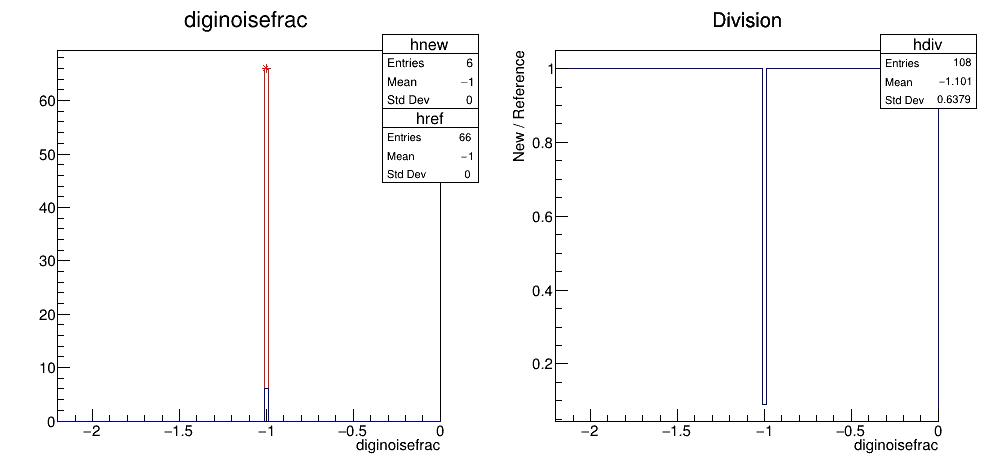 diginoisefrac
hnew
Entries 6
Mean −1
Std Dev 0
href
Entries 66
Mean −1
Std Dev 0
60
50
40
30
20
10
0
−2 −1.5 −1 −0.5 0
diginoisefrac
Division
hdiv
Entries 108
Mean −1.101
Std Dev 0.6379
New / Reference
1
0.8
0.6
0.4
0.2
−2 −1.5 −1 −0.5 0
diginoisefrac